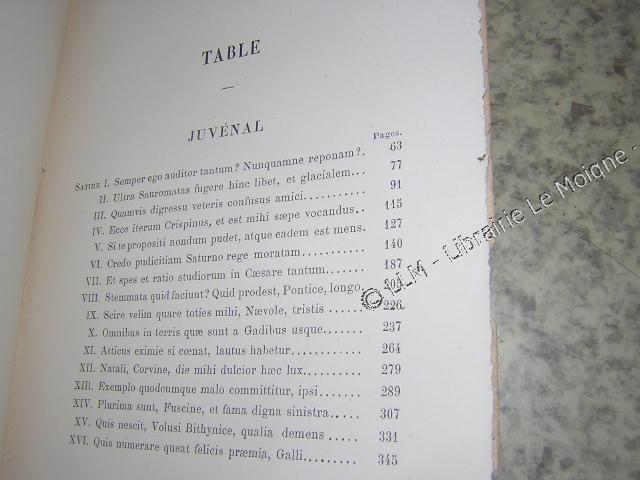 TABLE
JUVÉNAL
Pages.
SATIRE I. Semper ego auditor tantum? Nunquamne reponam?. 63
II. Ultra Sauromatas fugere hinc libet, et glacialem... 77
III. Quamvis digressu veteris confusus amici........... 91
IV. Ecce iterum Crispinus, et est mihi sæpe vocandus.. 115
V. Si te propositi nondum pudet, atque eadem est mens. 127
VI. Credo pudicitiam Saturno rege moratam............ 140
VII. Et spes et ratio studiorum in Cæsare tantum....... 187
VIII. Stemmata quid faciunt? Quid prodest, Pontice, longo.
IX. Scire velim quare toties mihi, Nævole, tristis ...... 226
X. Omnibus in terris quæ sunt a Gadibus usque........ 237
XI. Atticus eximie si cœnat, lautus habetur............ 264
XII. Natali, Corvine, die mihi dulcior hæc lux.......... 279
XIII. Exemplo quodcumque malo committitur, ipsi....... 289
XIV. Plurima sunt, Fuscine, et fama digna sinistra..... 307
XV. Quis nescit, Volusi Bithynice, qualia demens ..... 331
XVI. Quis numerare queat felicis præmia, Galli......... 345
© LLM - Librairie Le Moigne -